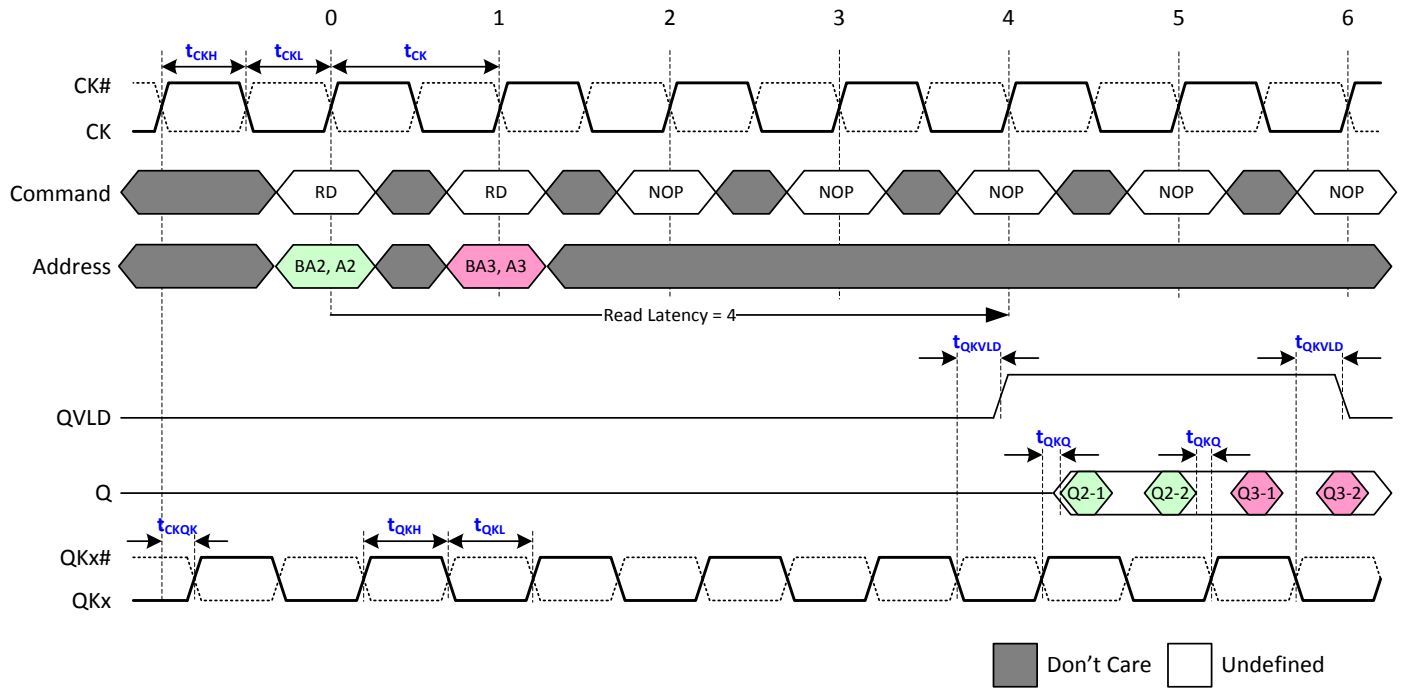 0 1 2 3 4 5 6
tCKH tCKL tCK
CK#
CK
Command RD RD NOP NOP NOP NOP NOP
Address BA2, A2 BA3, A3
Read Latency = 4
tQKVLD tQKVLD
QVLD
tQKQ tQKQ
Q Q2-1 Q2-2 Q3-1 Q3-2
tCKQK tQKH tQKL
QKx#
QKx
Don't Care Undefined